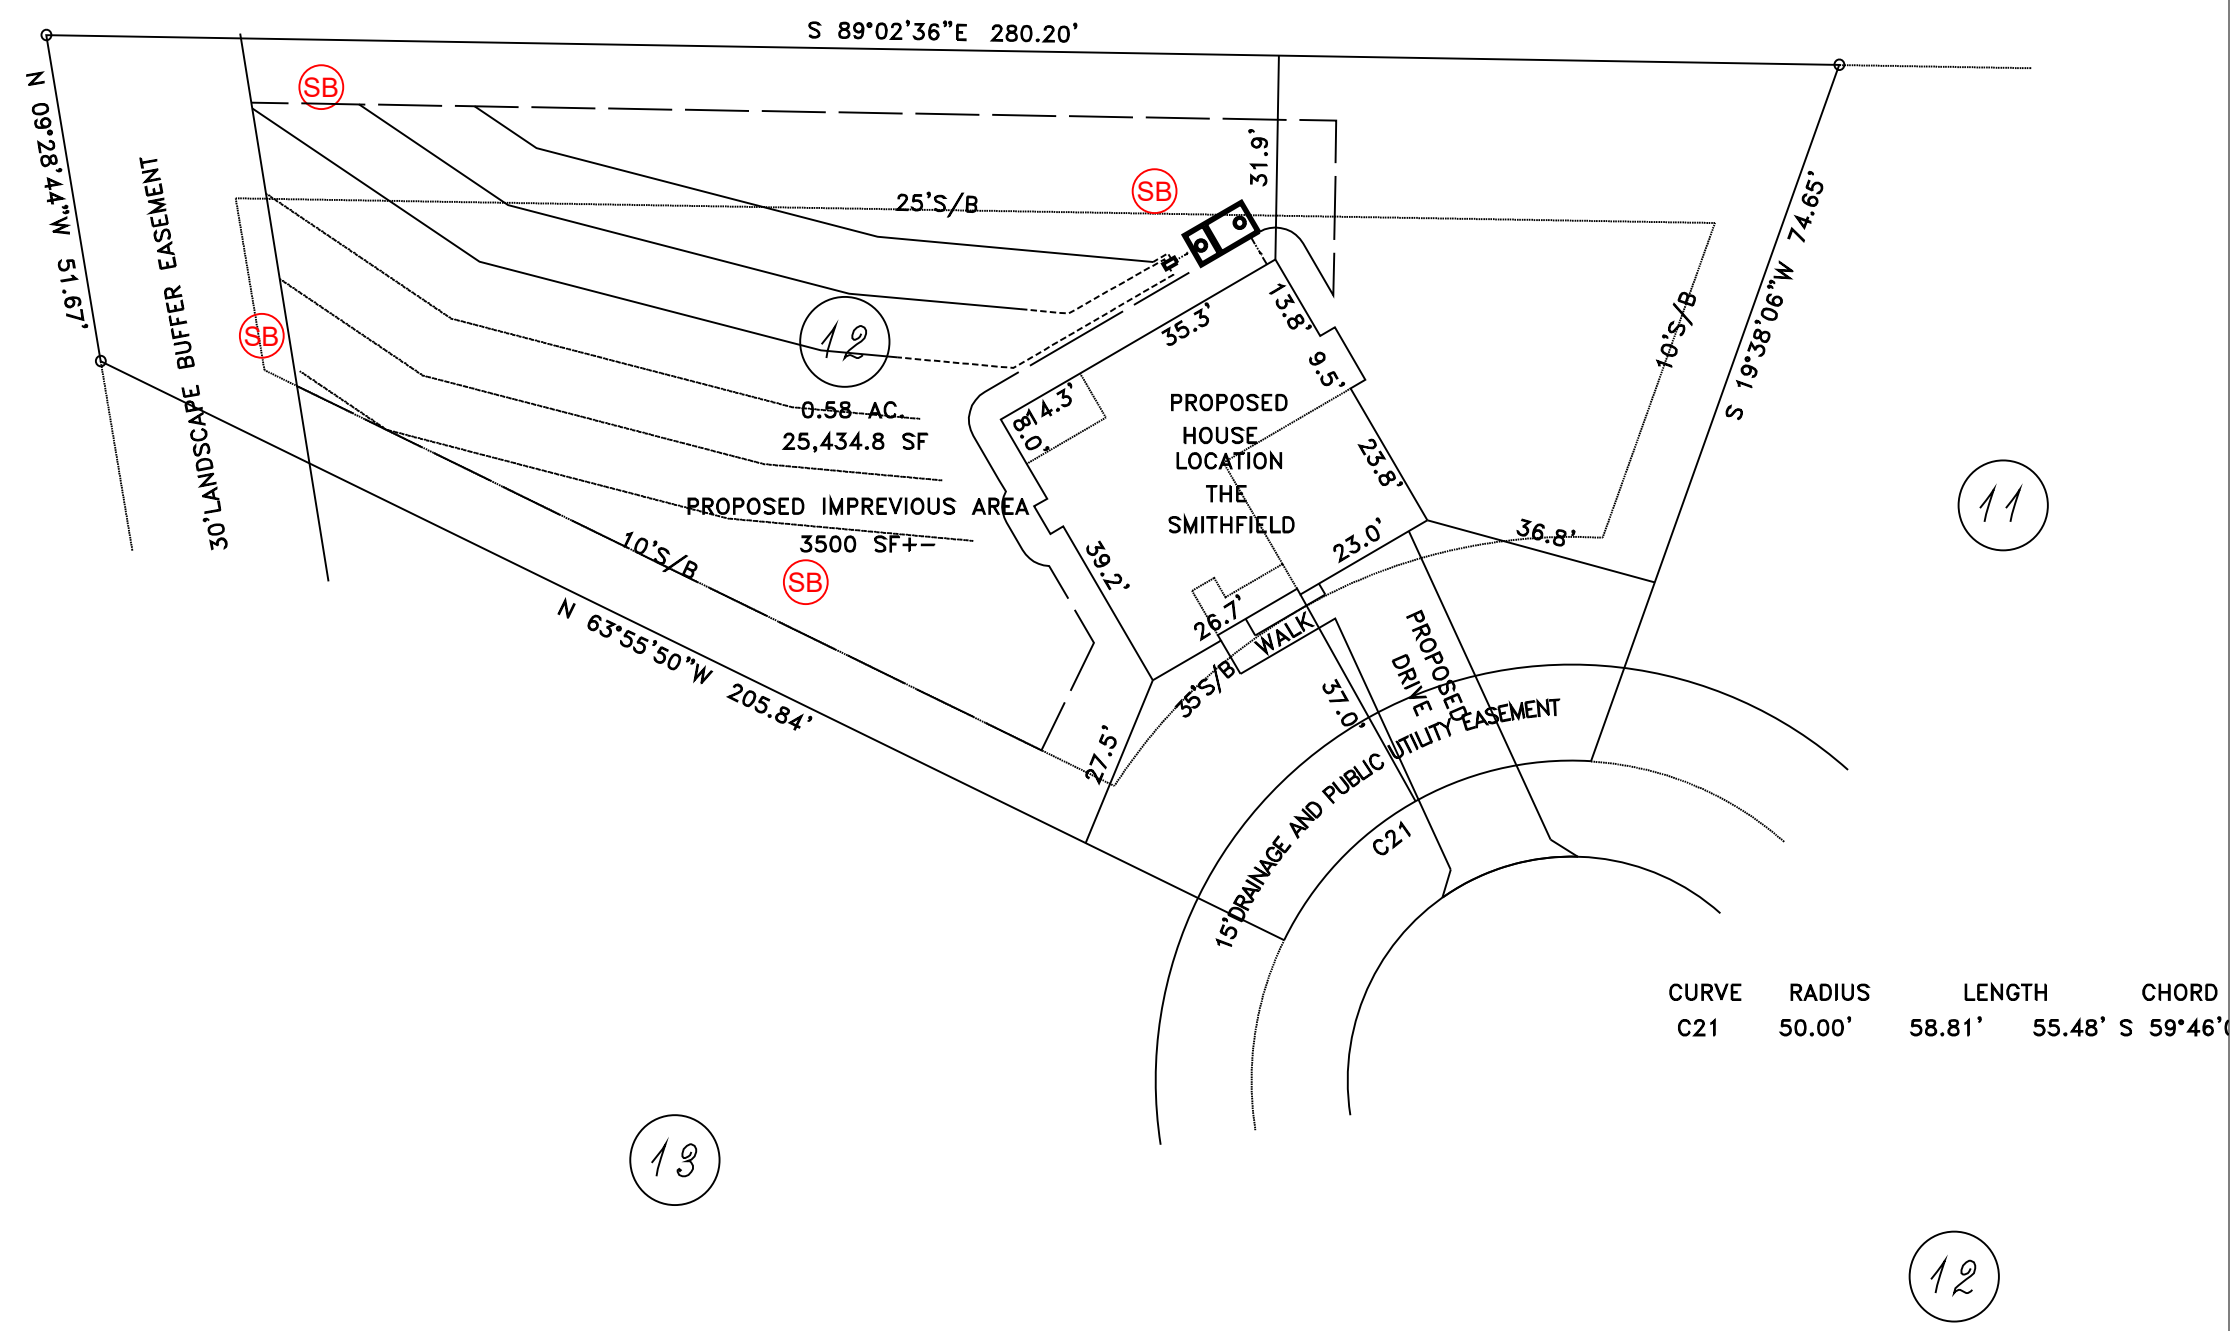 S 89°02'36"E 280.20'
SB
N 09°28'44"W 51.67'
30'LANDSCAPE BUFFER EASEMENT
31.9'
SB
25'S/B
S 19°38'06"W 74.65'
10'S/B
SB
12
35.3'
13.8'
9.5'
14.3'
8.0'
0.58 AC.
25,434.8 SF
PROPOSED
HOUSE
LOCATION
THE
SMITHFIELD
23.8'
11
PROPOSED IMPREVIOUS AREA
3500 SF+-
10'S/B
SB
39.2'
23.0'
36.8'
26.7'
WALK
35'S/B
37.0'
PROPOSED
DRIVE
N 63°55'50"W 205.84'
27.5'
15'DRAINAGE AND PUBLIC UTILITY EASEMENT
C21
CURVE RADIUS LENGTH CHORD
C21 50.00' 58.81' 55.48' S 59°46'
13
12